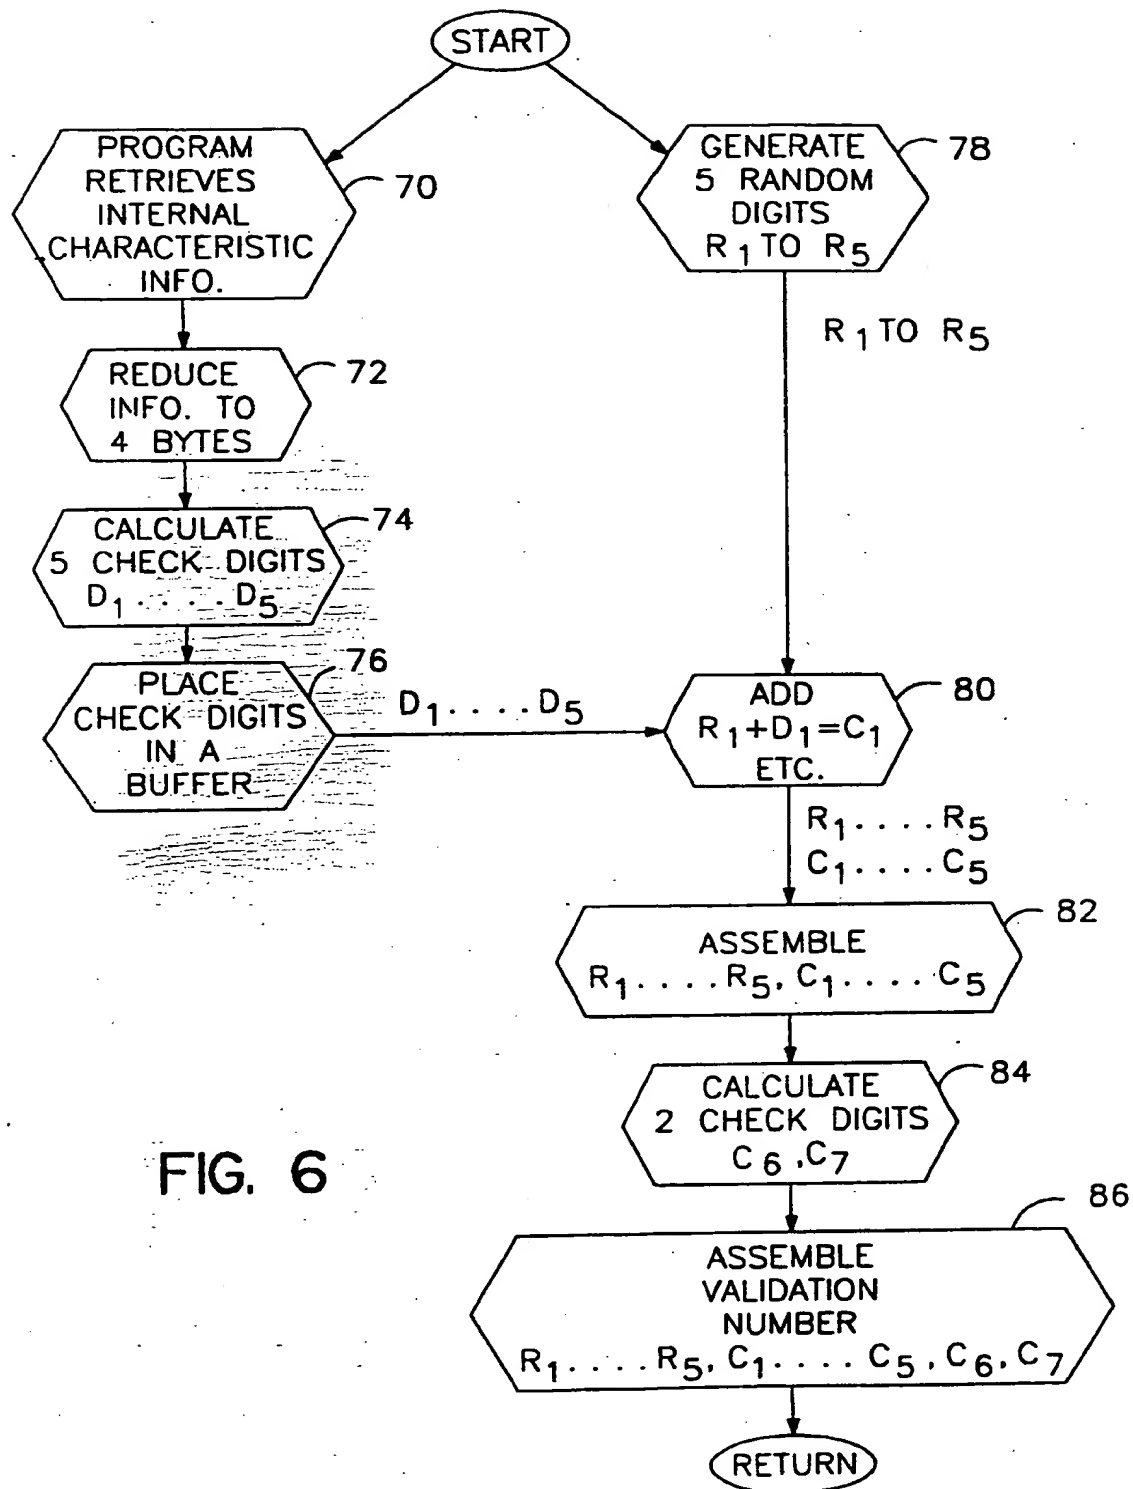 START
PROGRAM
RETRIEVES
INTERNAL
CHARACTERISTIC
INFO.
70
GENERATE
5 RANDOM
DIGITS
R1 TO R5
78
R1 TO R5
REDUCE
INFO. TO
4 BYTES
72
CALCULATE
5 CHECK DIGITS
D1....D5
74
PLACE
CHECK DIGITS
IN A
BUFFER
76
D1....D5
ADD
R1+D1=C1
ETC.
80
R1....R5
C1....C5
ASSEMBLE
R1....R5, C1....C5
82
CALCULATE
2 CHECK DIGITS
C6,C7
84
ASSEMBLE
VALIDATION
NUMBER
R1....R5, C1....C5, C6, C7
86
RETURN
FIG. 6